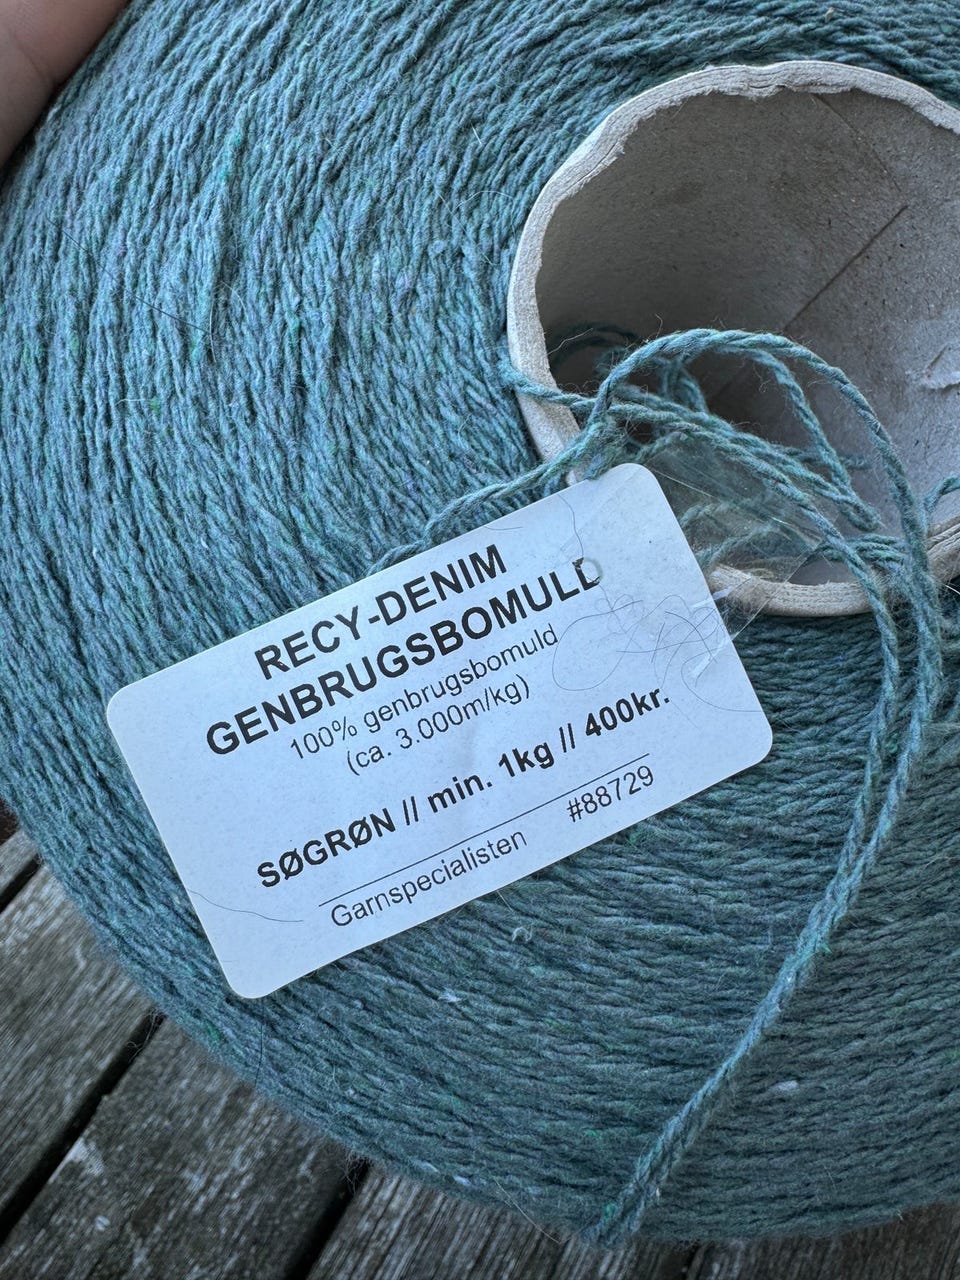 RECY-DENIM
GENBRUGSBOMULD
100% genbrugsbomuld
(ca. 3.000m/kg)
SØGRØN // min. 1kg // 400kr.
Garnspecialisten #88729